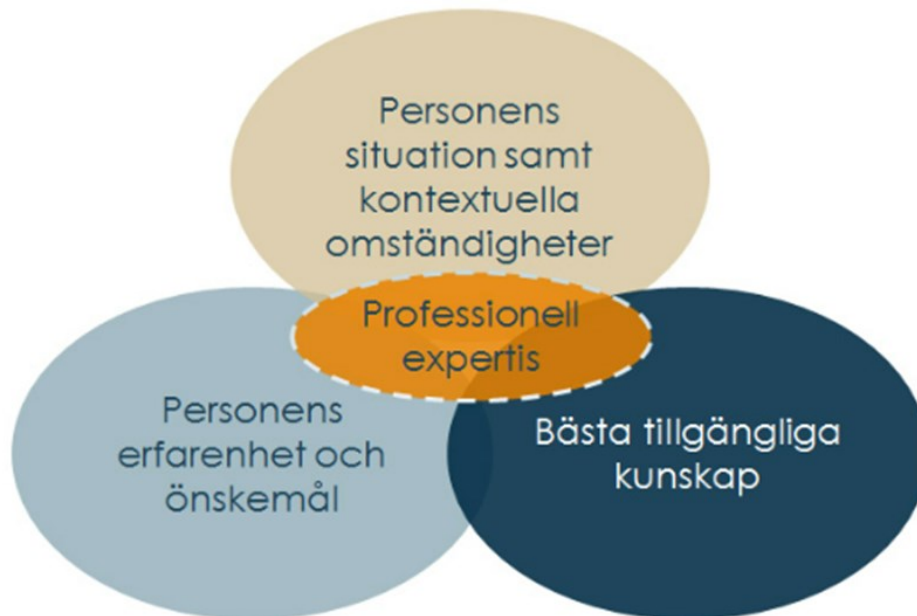 Personens
situation samt
kontextuella
omständigheter
Professionell
expertis
Personens
erfarenhet och
önskemål
Bästa tillgängliga
kunskap